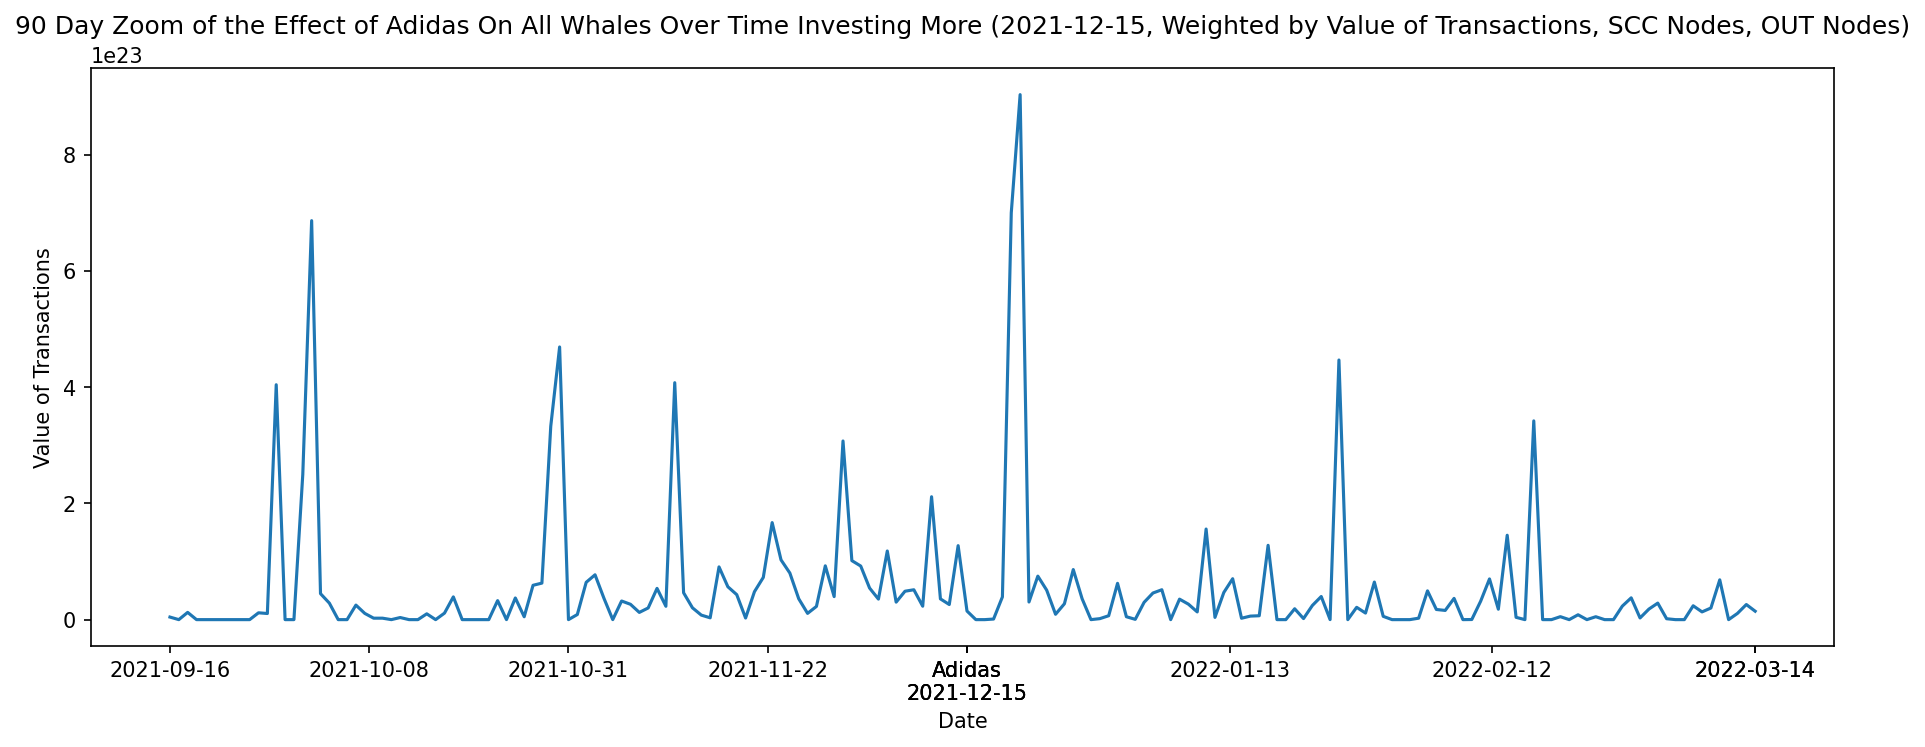 90 Day Zoom of the Effect of Adidas On All Whales Over Time Investing More (2021-12-15, Weighted by Value of Transactions, SCC Nodes, OUT Nodes)
1e23
8
6
4
2
0
Value of Transactions
2021-09-16 2021-10-08 2021-10-31 2021-11-22 Adidas 2022-01-13 2022-02-12 2022-03-14
2021-12-15
Date